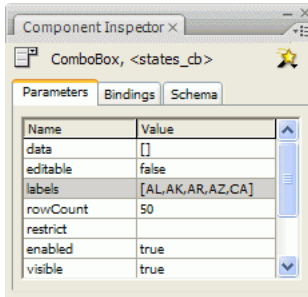 Component Inspector ×
ComboBox, <states_cb>
Parameters Bindings Schema
Name Value
data []
editable false
labels [AL,AK,AR,AZ,CA]
rowCount 50
restrict
enabled true
visible true